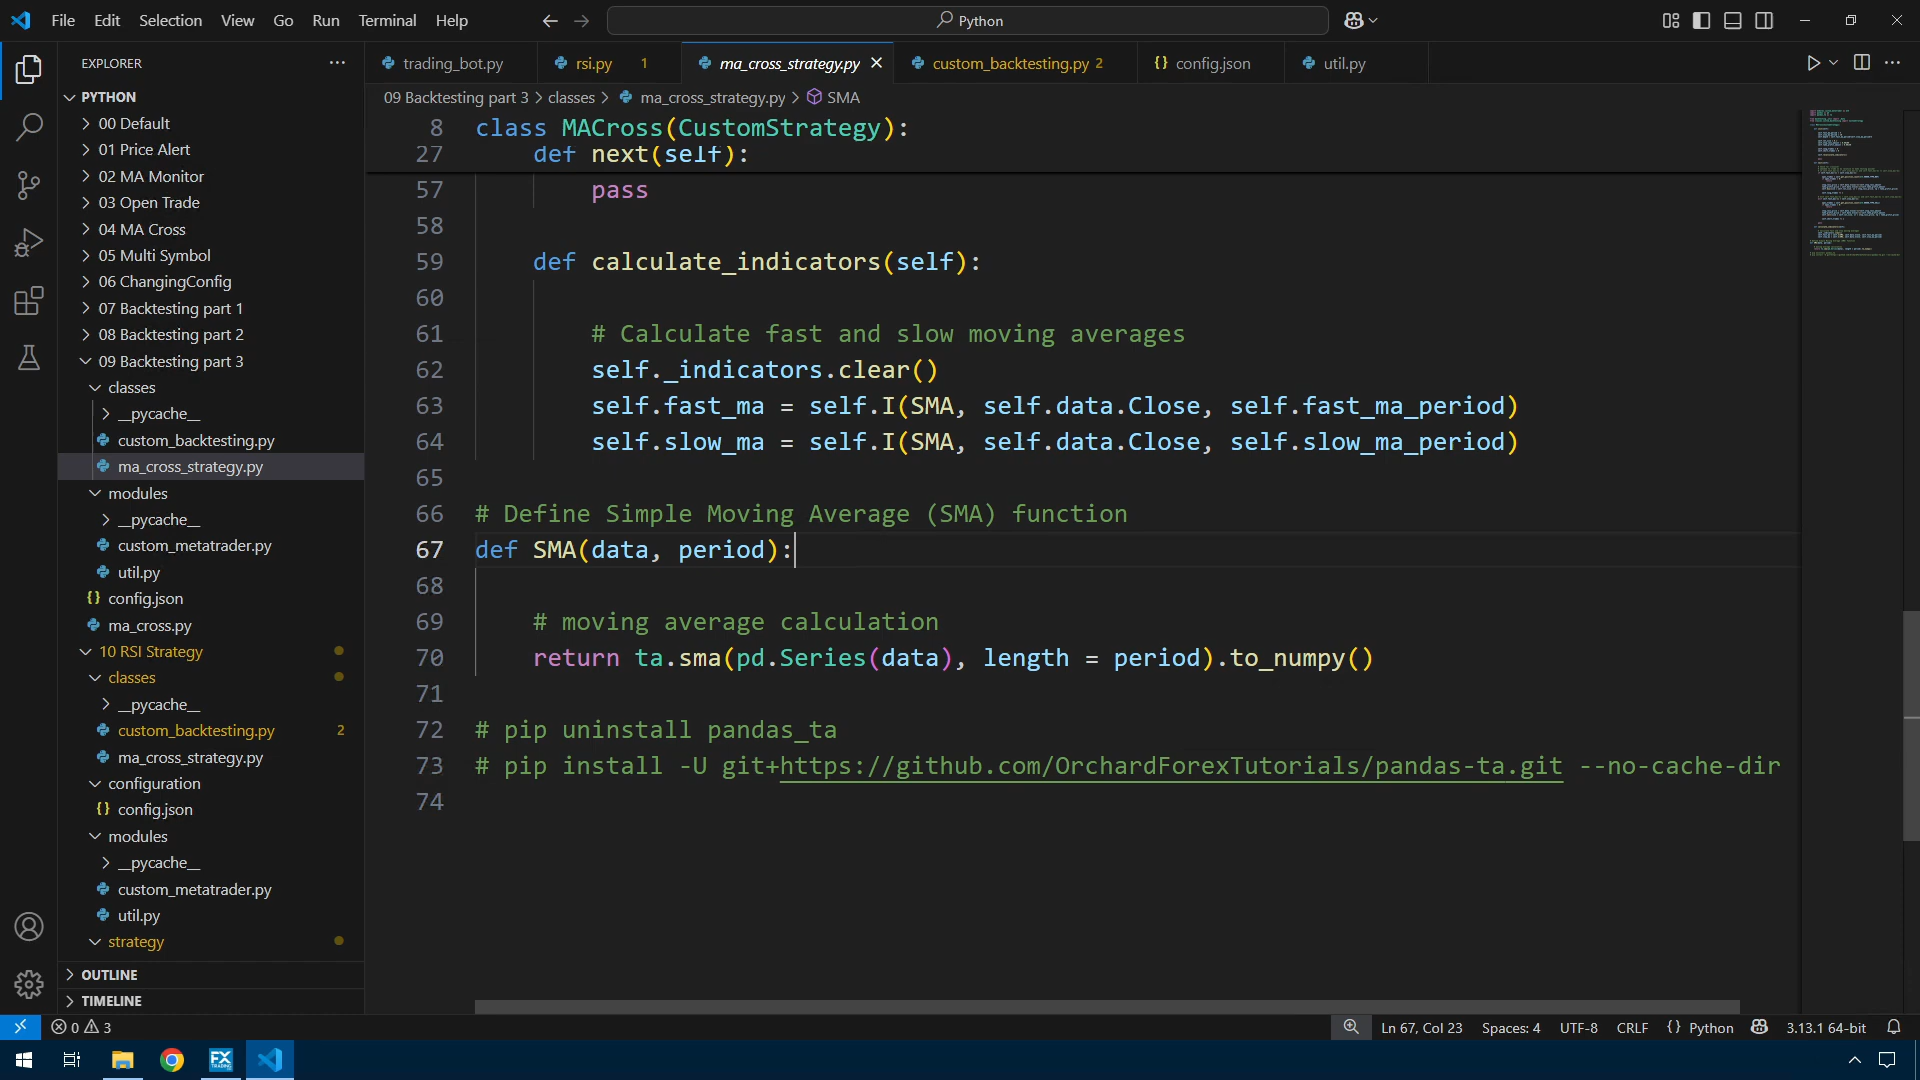 File Edit Selection View Go Run Terminal Help
Python
EXPLORER
PYTHON
00 Default
01 Price Alert
02 MA Monitor
03 Open Trade
04 MA Cross
05 Multi Symbol
06 ChangingConfig
07 Backtesting part 1
08 Backtesting part 2
09 Backtesting part 3
classes
__pycache__
custom_backtesting.py
ma_cross_strategy.py
modules
__pycache__
custom_metatrader.py
util.py
config.json
ma_cross.py
10 RSI Strategy
classes
__pycache__
custom_backtesting.py 2
ma_cross_strategy.py
configuration
config.json
modules
__pycache__
custom_metatrader.py
util.py
strategy
OUTLINE
TIMELINE
trading_bot.py rsi.py 1 ma_cross_strategy.py custom_backtesting.py 2 config.json util.py
09 Backtesting part 3 > classes > ma_cross_strategy.py > SMA
8 class MACross(CustomStrategy):
27 def next(self):
57 pass
58
59 def calculate_indicators(self):
60
61 # Calculate fast and slow moving averages
62 self._indicators.clear()
63 self.fast_ma = self.I(SMA, self.data.Close, self.fast_ma_period)
64 self.slow_ma = self.I(SMA, self.data.Close, self.slow_ma_period)
65
66 # Define Simple Moving Average (SMA) function
67 def SMA(data, period):
68
69 # moving average calculation
70 return ta.sma(pd.Series(data), length = period).to_numpy()
71
72 # pip uninstall pandas_ta
73 # pip install -U git+https://github.com/OrchardForexTutorials/pandas-ta.git --no-cache-dir
74
0 3 Ln 67, Col 23 Spaces: 4 UTF-8 CRLF {} Python 3.13.1 64-bit
FX TRADING